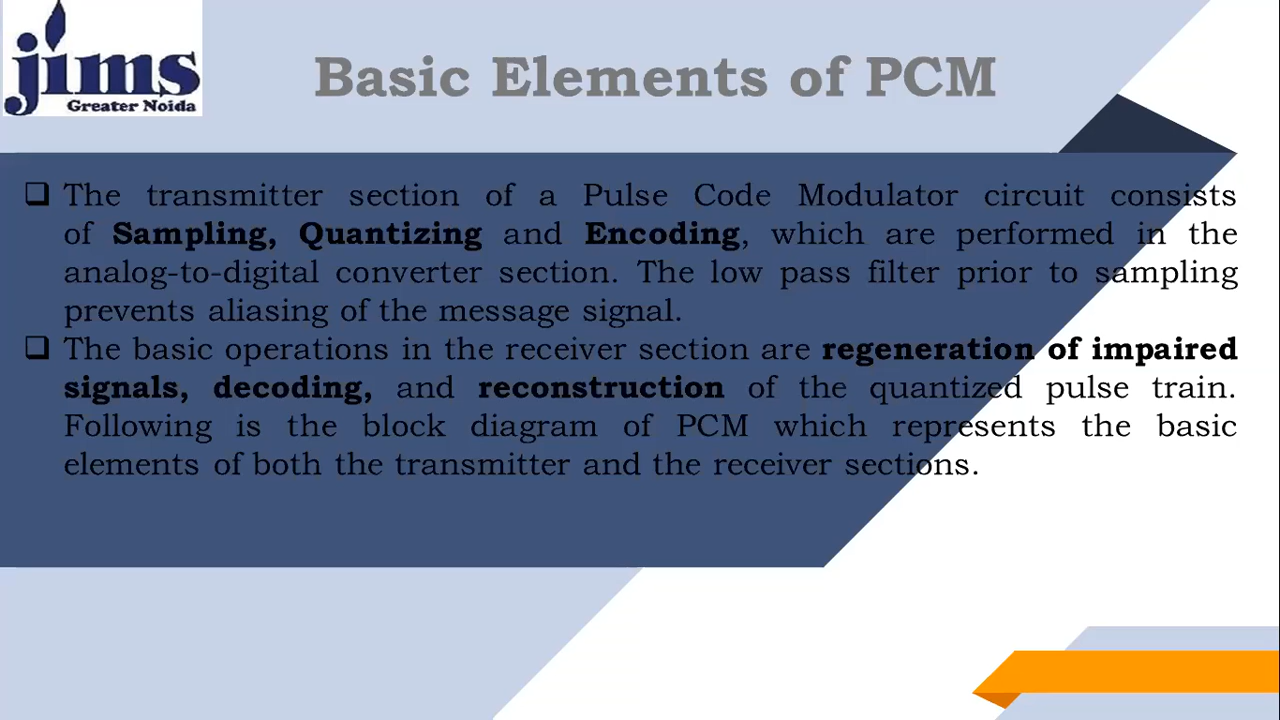 jims
Greater Noida
Basic Elements of PCM
The transmitter section of a Pulse Code Modulator circuit consists
of Sampling, Quantizing and Encoding, which are performed in the
analog-to-digital converter section. The low pass filter prior to sampling
prevents aliasing of the message signal.
The basic operations in the receiver section are regeneration of impaired
signals, decoding, and reconstruction of the quantized pulse train.
Following is the block diagram of PCM which represents the basic
elements of both the transmitter and the receiver sections.